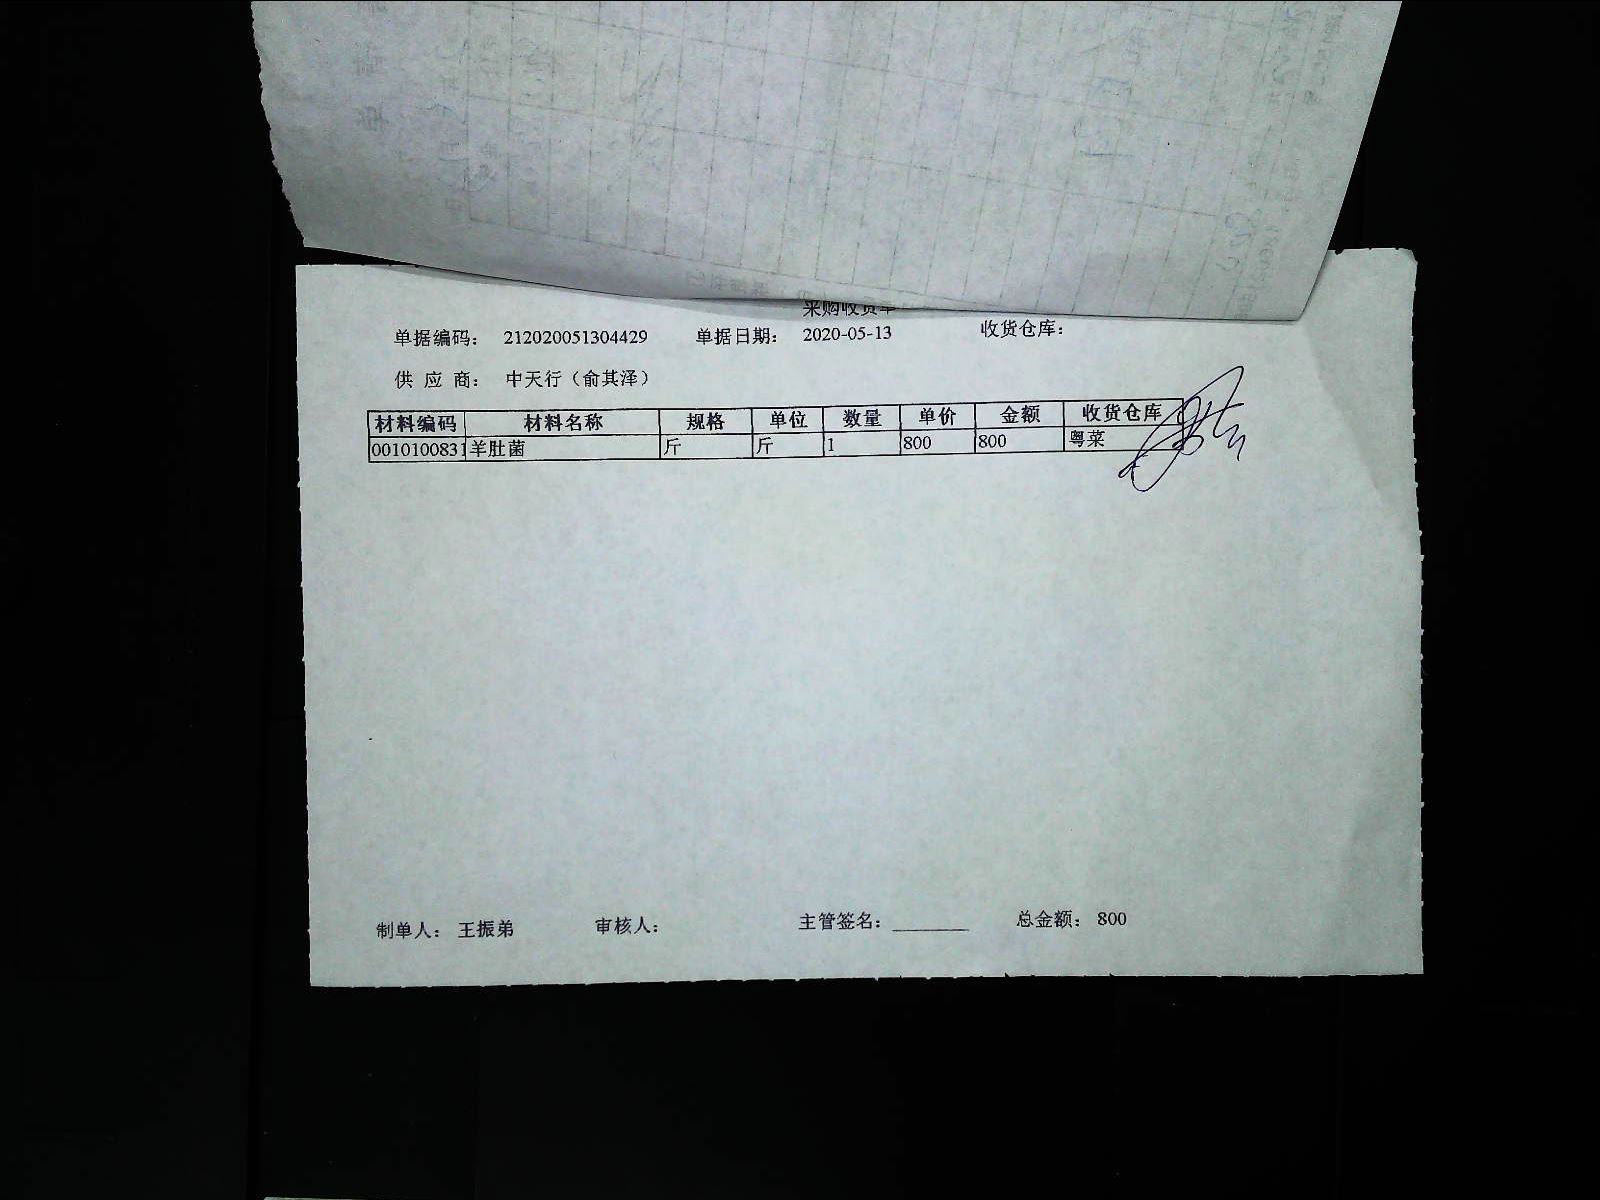 采购收货单
单据编码： 212020051304429 单据日期： 2020-05-13 收货仓库：
供 应 商： 中天行（俞其泽）
材料编码 材料名称 规格 单位 数量 单价 金额 收货仓库
0010100831 羊肚菌 斤 斤 1 800 800 粤菜
制单人： 王振弟 审核人： 主管签名：________ 总金额： 800